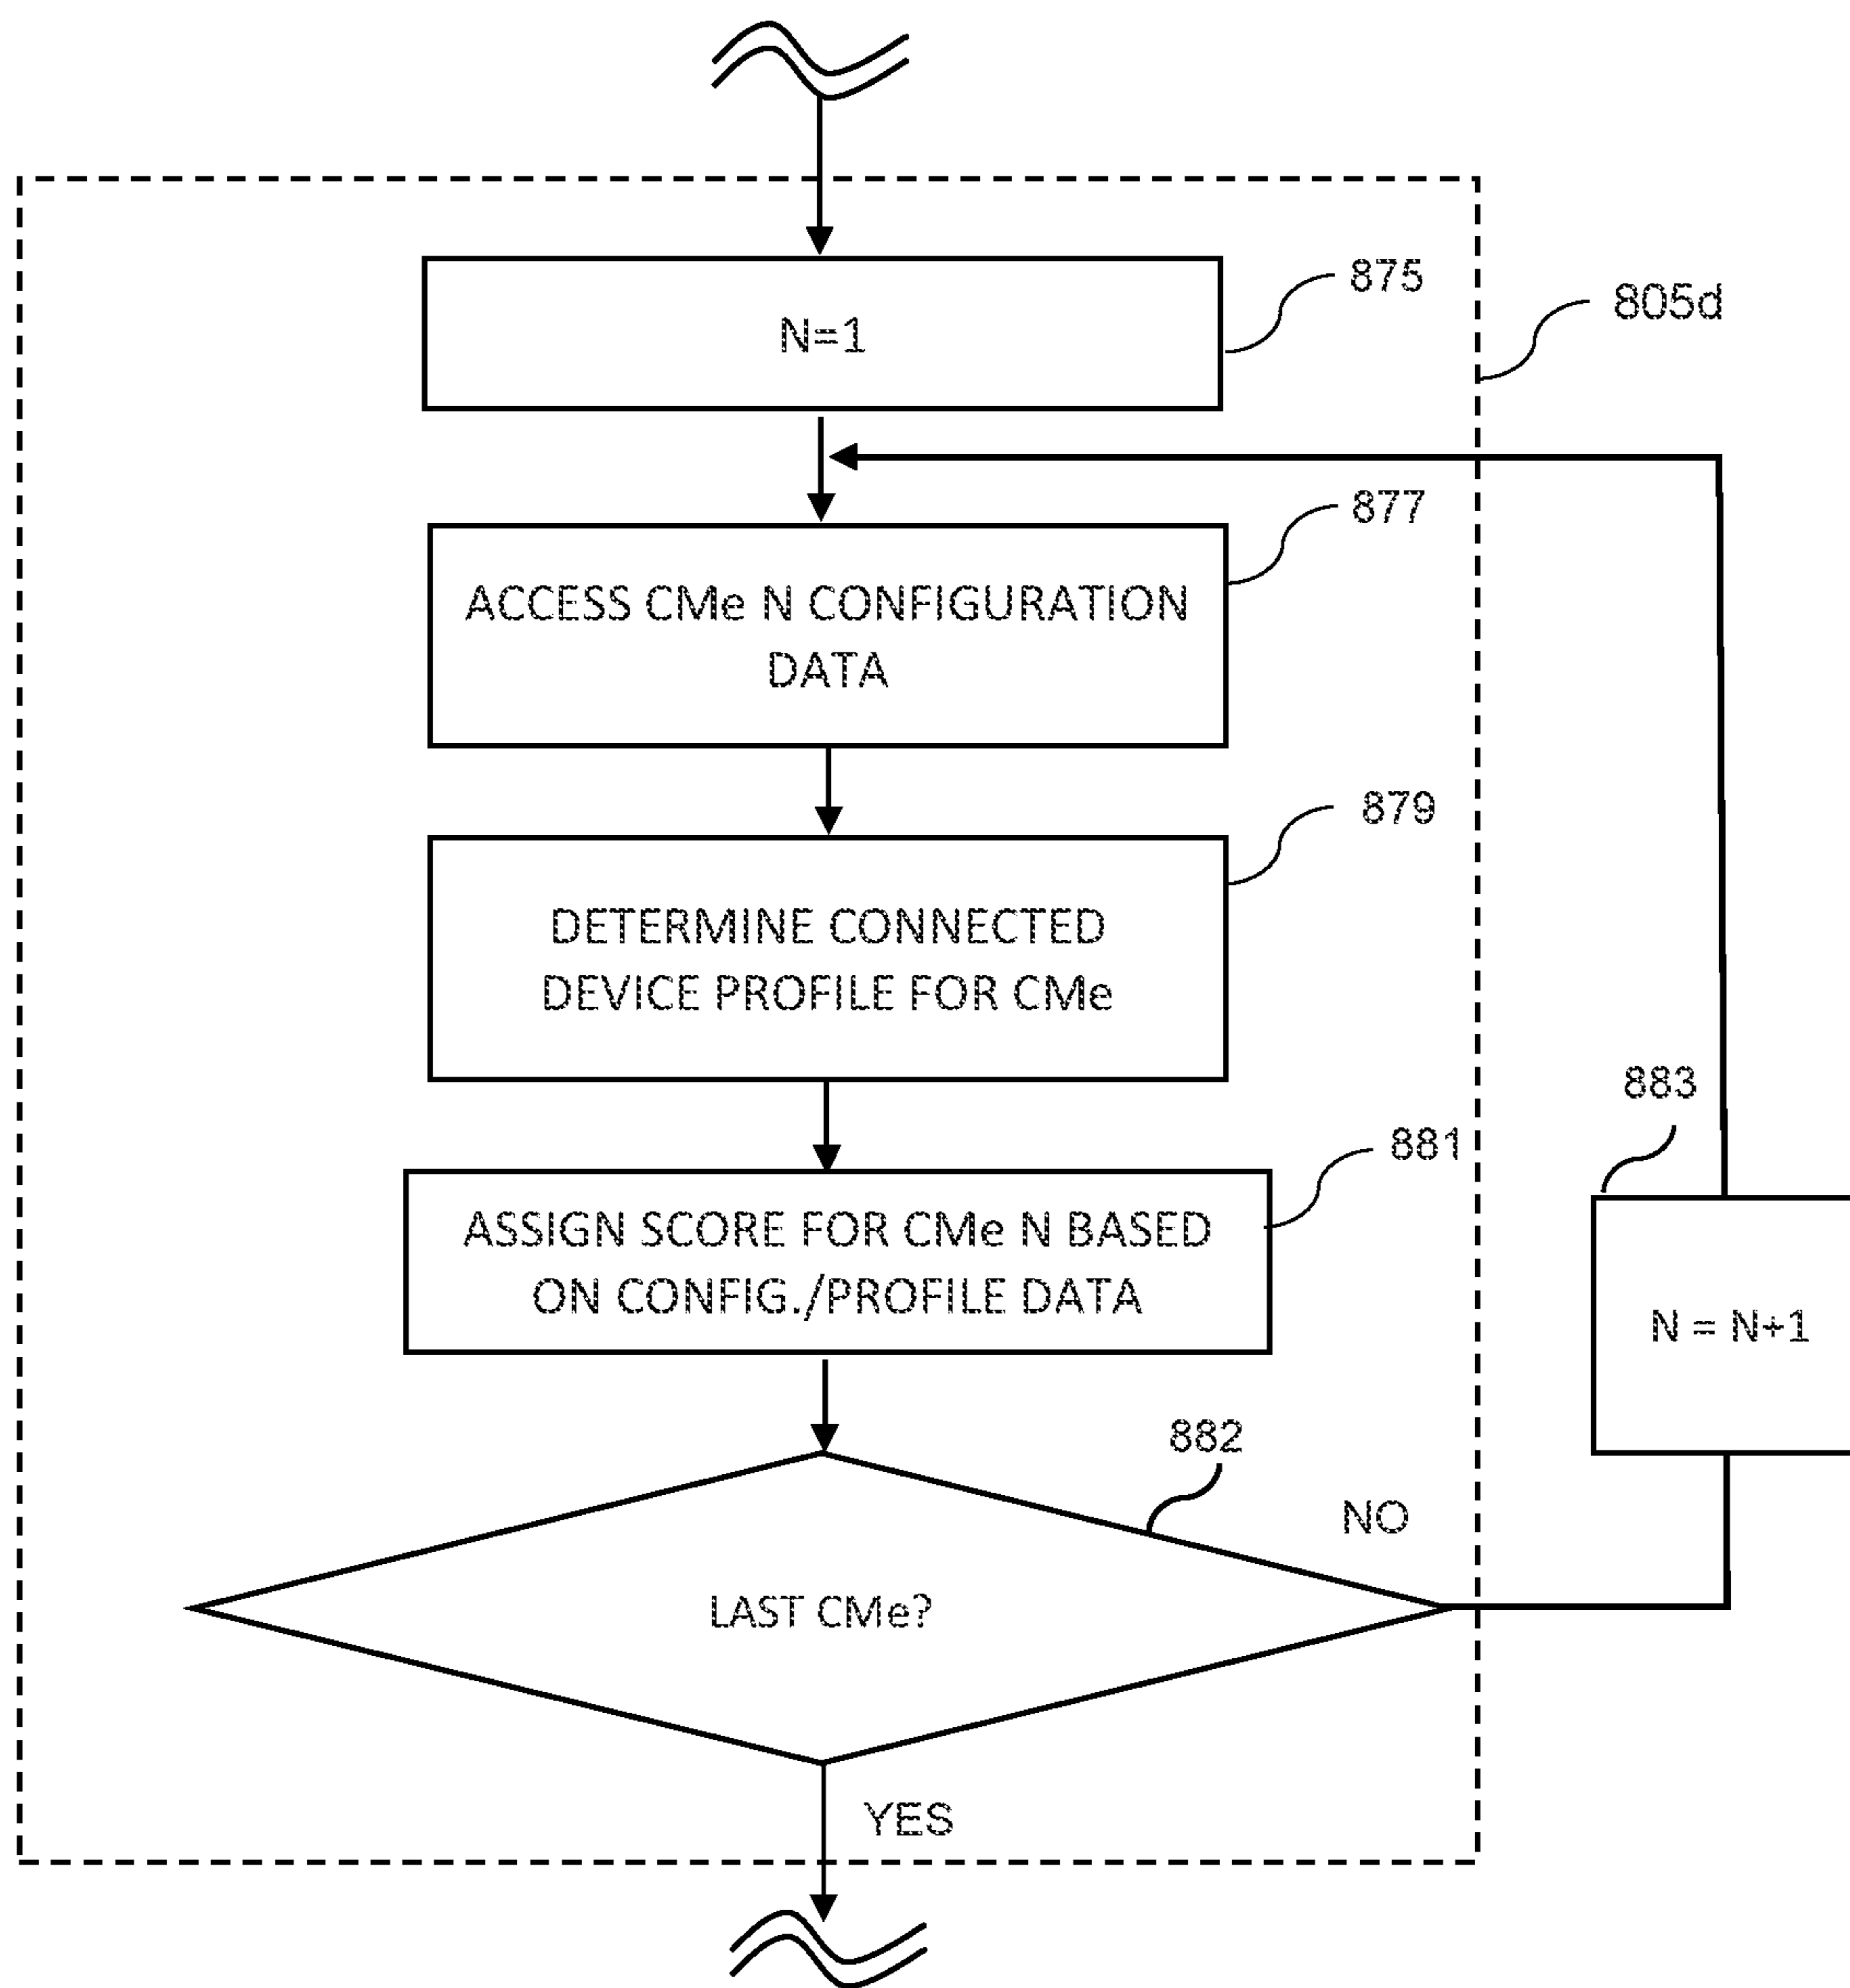 N=1
875
805d
ACCESS CMe N CONFIGURATION
DATA
877
DETERMINE CONNECTED
DEVICE PROFILE FOR CMe
879
ASSIGN SCORE FOR CMe N BASED
ON CONFIG./PROFILE DATA
881
883
N = N+1
882
NO
LAST CMe?
YES